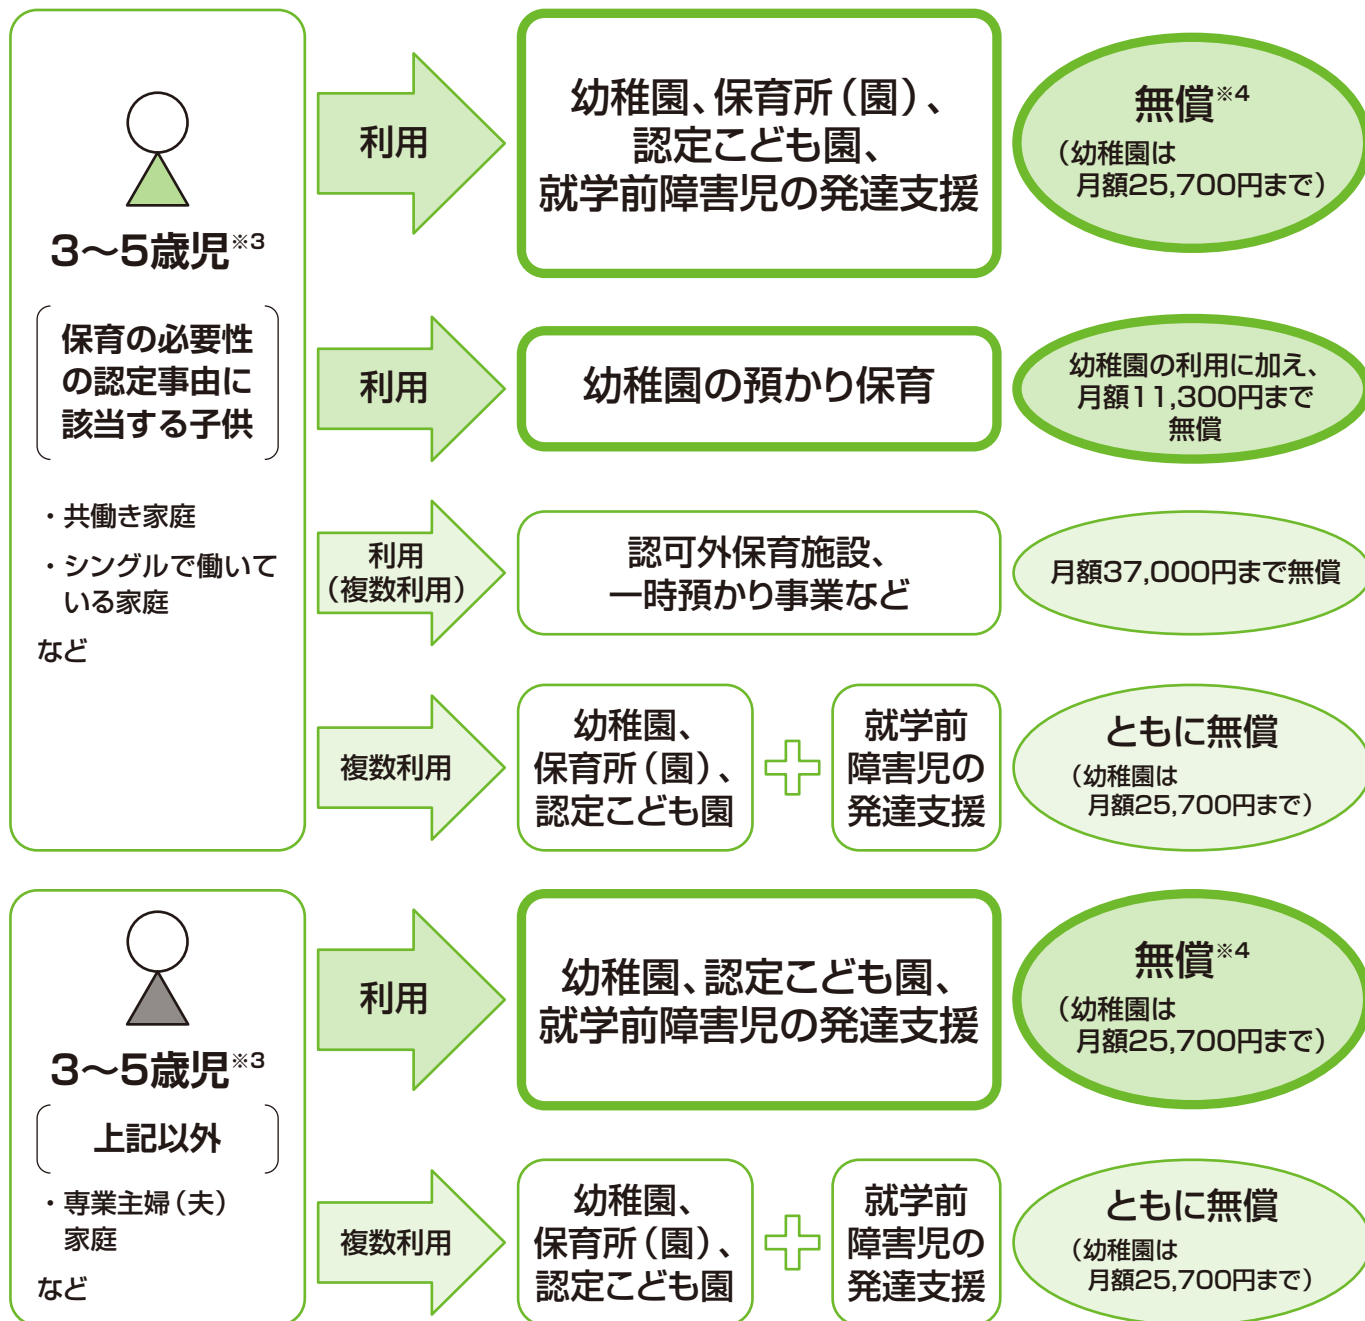 3～5歳児※3
保育の必要性
の認定事由に
該当する子供
・共働き家庭
・シングルで働いて
いる家庭
など
利用
幼稚園、保育所（園）、
認定こども園、
就学前障害児の発達支援
無償※4
（幼稚園は
月額25,700円まで）
利用
幼稚園の預かり保育
幼稚園の利用に加え、
月額11,300円まで
無償
利用
（複数利用）
認可外保育施設、
一時預かり事業など
月額37,000円まで無償
複数利用
幼稚園、
保育所（園）、
認定こども園
就学前
障害児の
発達支援
ともに無償
（幼稚園は
月額25,700円まで）
3～5歳児※3
上記以外
・専業主婦（夫）
家庭
など
利用
幼稚園、認定こども園、
就学前障害児の発達支援
無償※4
（幼稚園は
月額25,700円まで）
複数利用
幼稚園、
保育所（園）、
認定こども園
就学前
障害児の
発達支援
ともに無償
（幼稚園は
月額25,700円まで）